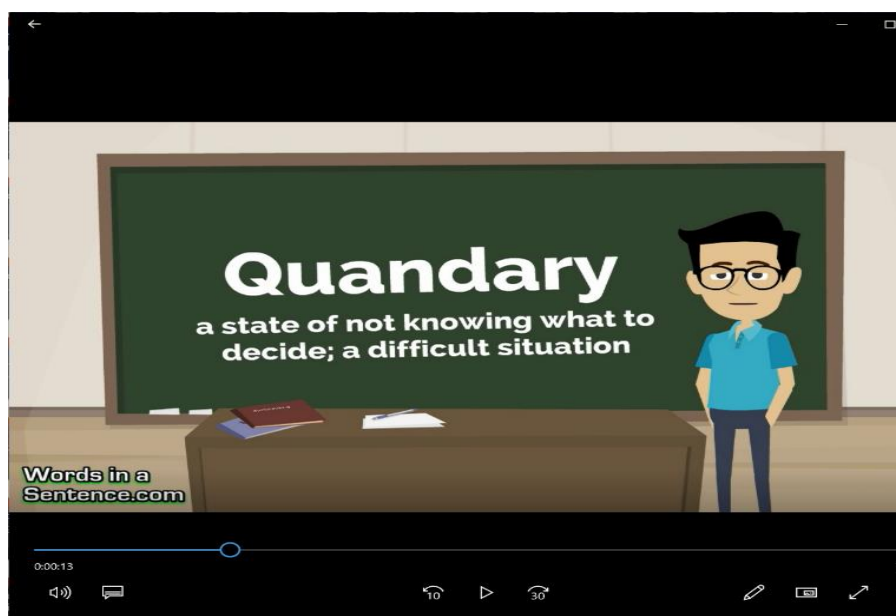 Quandary
a state of not knowing what to
decide; a difficult situation
Words in a
Sentence.com
0:00:13
10
30